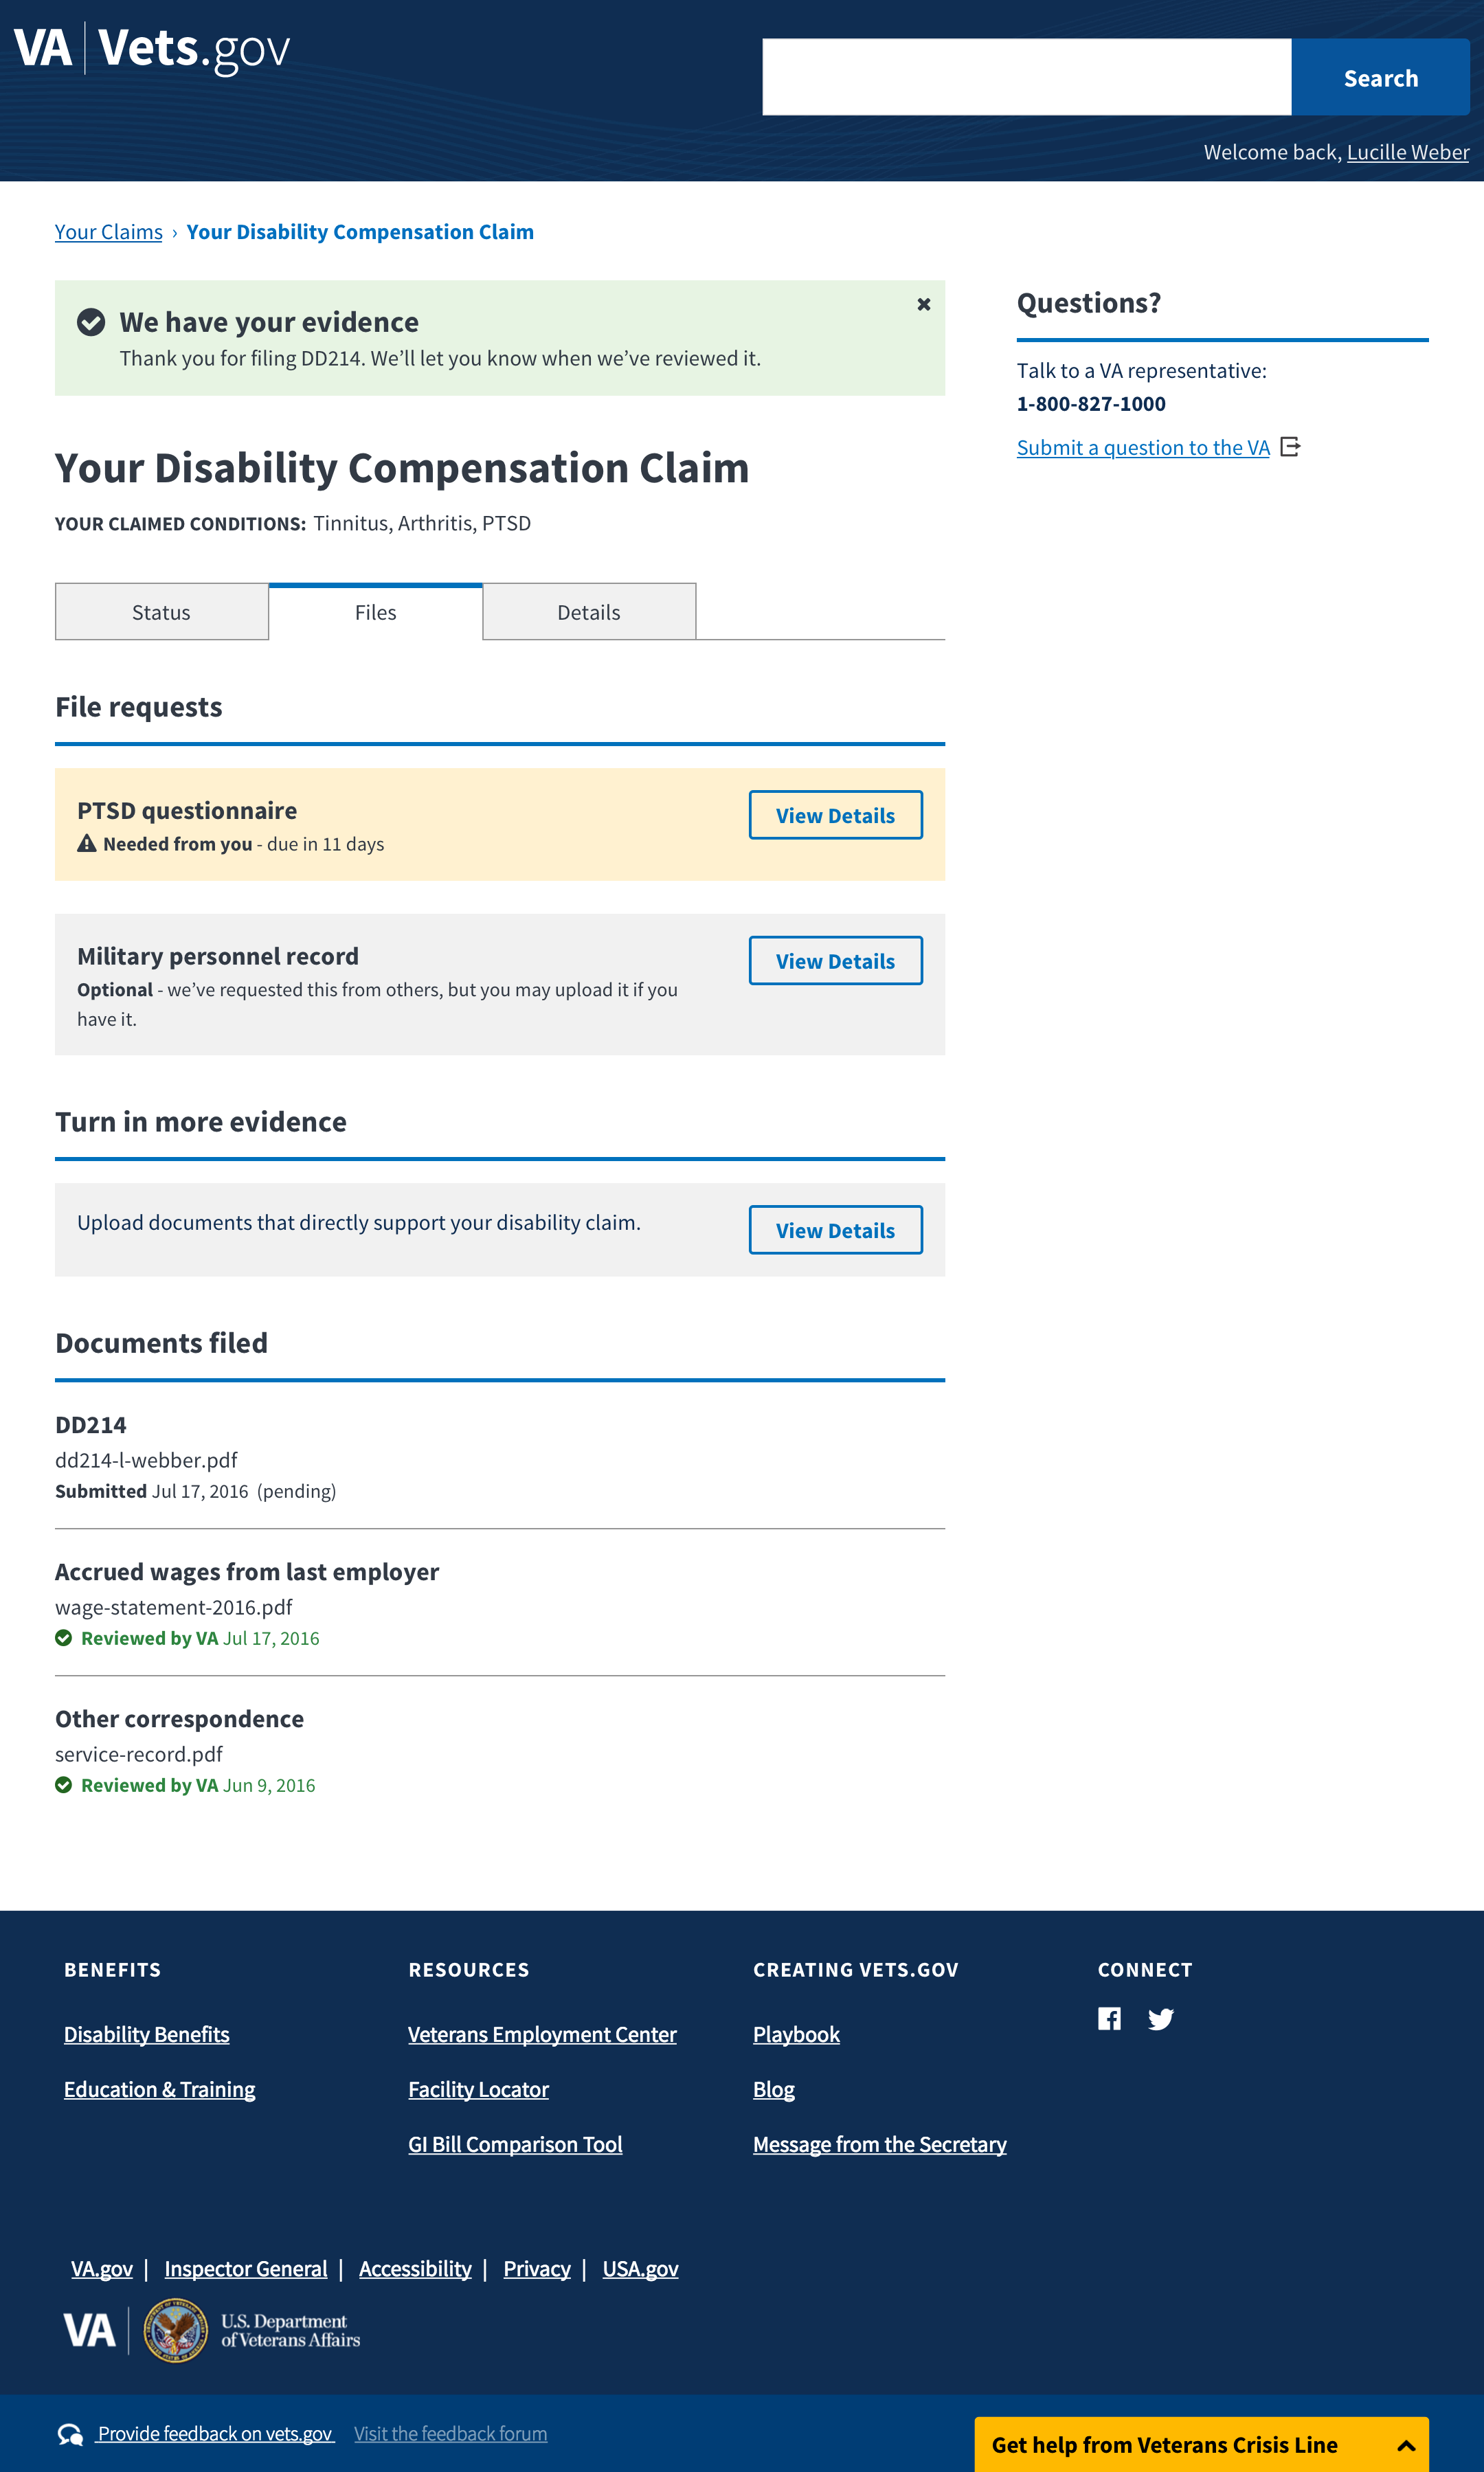 VA | Vets.gov
Search
Welcome back, Lucille Weber
Your Claims › Your Disability Compensation Claim
We have your evidence
Thank you for filing DD214. We’ll let you know when we’ve reviewed it.
Questions?
Talk to a VA representative:
1-800-827-1000
Submit a question to the VA
Your Disability Compensation Claim
YOUR CLAIMED CONDITIONS: Tinnitus, Arthritis, PTSD
Status Files Details
File requests
PTSD questionnaire
Needed from you - due in 11 days
View Details
Military personnel record
Optional - we’ve requested this from others, but you may upload it if you
have it.
View Details
Turn in more evidence
Upload documents that directly support your disability claim.
View Details
Documents filed
DD214
dd214-l-webber.pdf
Submitted Jul 17, 2016 (pending)
Accrued wages from last employer
wage-statement-2016.pdf
Reviewed by VA Jul 17, 2016
Other correspondence
service-record.pdf
Reviewed by VA Jun 9, 2016
BENEFITS
Disability Benefits
Education & Training
RESOURCES
Veterans Employment Center
Facility Locator
GI Bill Comparison Tool
CREATING VETS.GOV
Playbook
Blog
Message from the Secretary
CONNECT
VA.gov | Inspector General | Accessibility | Privacy | USA.gov
VA
U.S. Department
of Veterans Affairs
Provide feedback on vets.gov Visit the feedback forum
Get help from Veterans Crisis Line